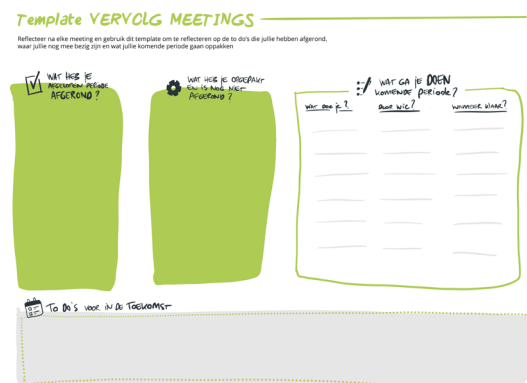 Template VERVOLG MEETINGS
Reflecteer na elke meeting en gebruik dit template om te reflecteren op de to do's die jullie hebben afgerond,
waar jullie nog mee bezig zijn en wat jullie komende periode gaan oppakken
WAT HEB JE
AFGELOPEN PERIODE
AFGEROND?
WAT HEB JE OPGEPAKT
EN IS NOG NIET
AFGEROND?
WAT GA JE DOEN
KOMENDE PERIODE?
WAT DOE JE?
DOOR WIE?
WANNEER KLAAR?
TO DO'S VOOR IN DE TOEKOMST